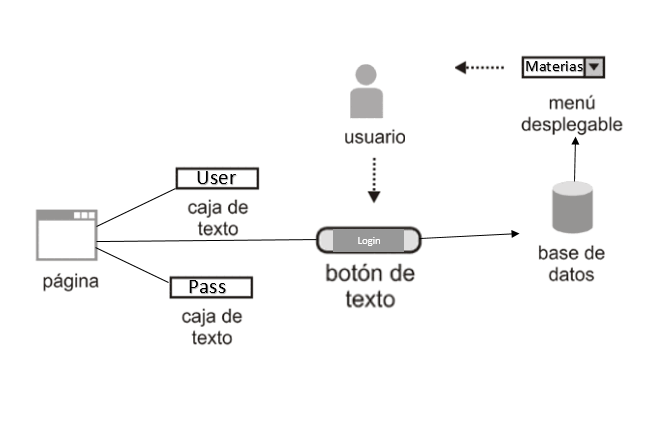 Materias
menú
desplegable
usuario
User
caja de
texto
Login
botón de
texto
base de
datos
página
Pass
caja de
texto